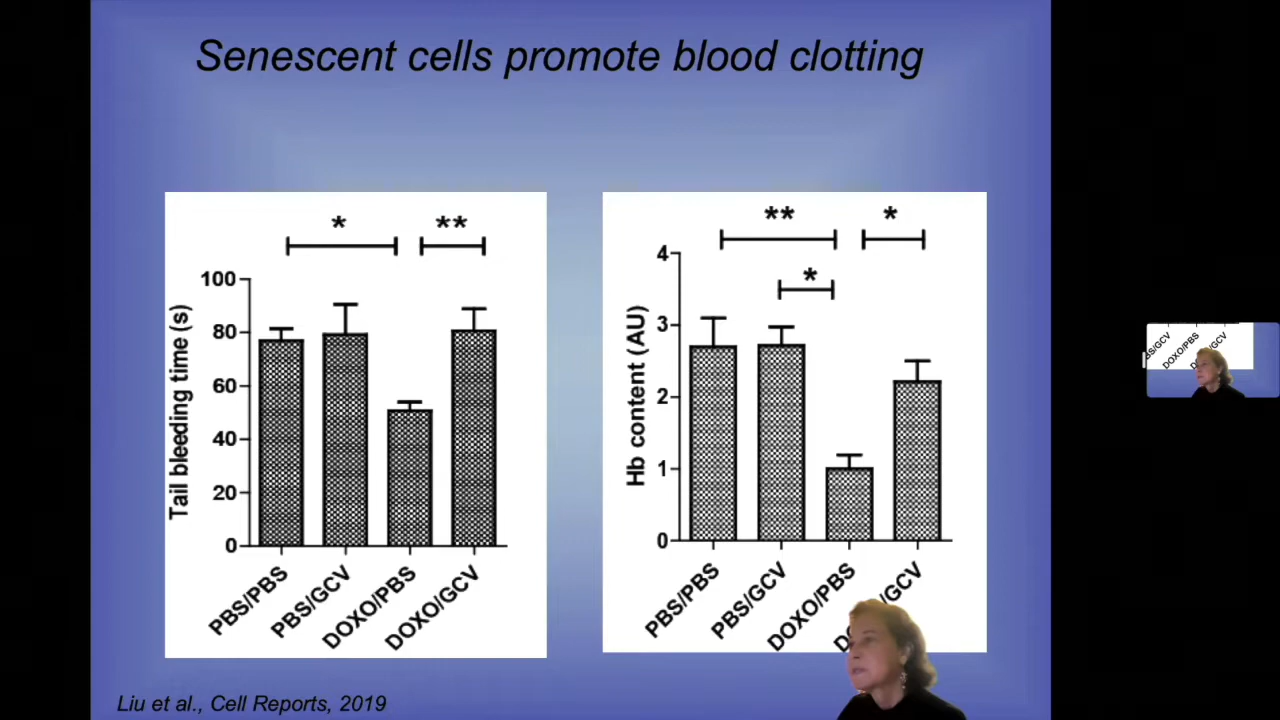 Senescent cells promote blood clotting
* **
100
80
60
40
20
0
Tail bleeding time (s)
PBS/PBS
PBS/GCV
DOXO/PBS
DOXO/GCV
** *
*
4
3
2
1
0
Hb content (AU)
PBS/PBS
PBS/GCV
DOXO/PBS
/GCV
Liu et al., Cell Reports, 2019
DOXO/PBS